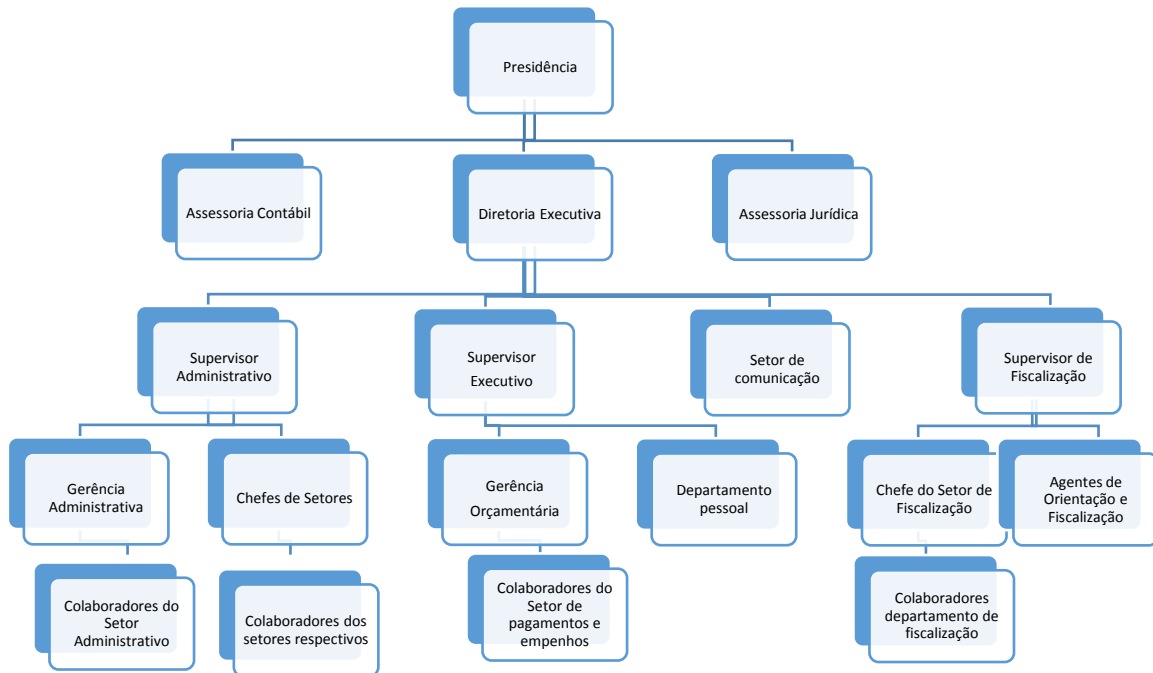 Presidência
Assessoria Contábil
Diretoria Executiva
Assessoria Jurídica
Supervisor
Administrativo
Supervisor
Executivo
Setor de
comunicação
Supervisor de
Fiscalização
Gerência
Administrativa
Chefes de Setores
Gerência
Orçamentária
Departamento
pessoal
Chefe do Setor de
Fiscalização
Agentes de
Orientação e
Fiscalização
Colaboradores do
Setor
Administrativo
Colaboradores dos
setores respectivos
Colaboradores do
Setor de
pagamentos e
empenhos
Colaboradores
departamento de
fiscalização